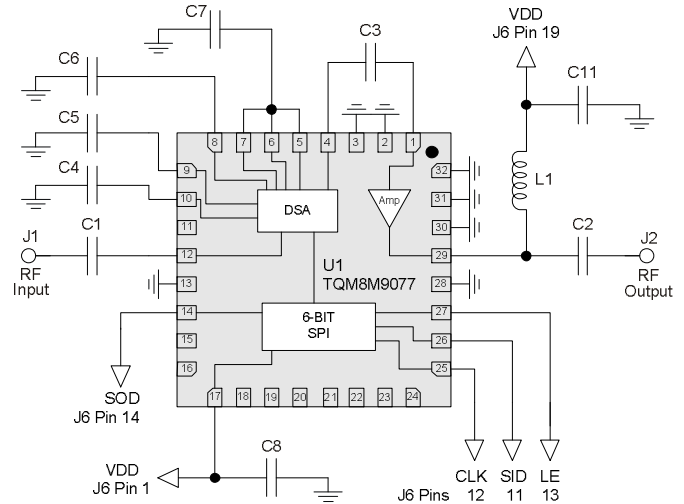 C7
VDD
J6 Pin 19
C6
C3
C11
C5
8 7 6 5 4 3 2 1
C4
9
32
L1
10
DSA
Amp
31
C1
11
30
C2
J1
12
29
J2
RF
Input
U1
TQM8M9077
RF
Output
13
28
14
6-BIT
SPI
27
15
26
16
25
SOD
J6 Pin 14
17 18 19 20 21 22 23 24
C8
VDD
J6 Pin 1
CLK SID LE
J6 Pins 12 11 13